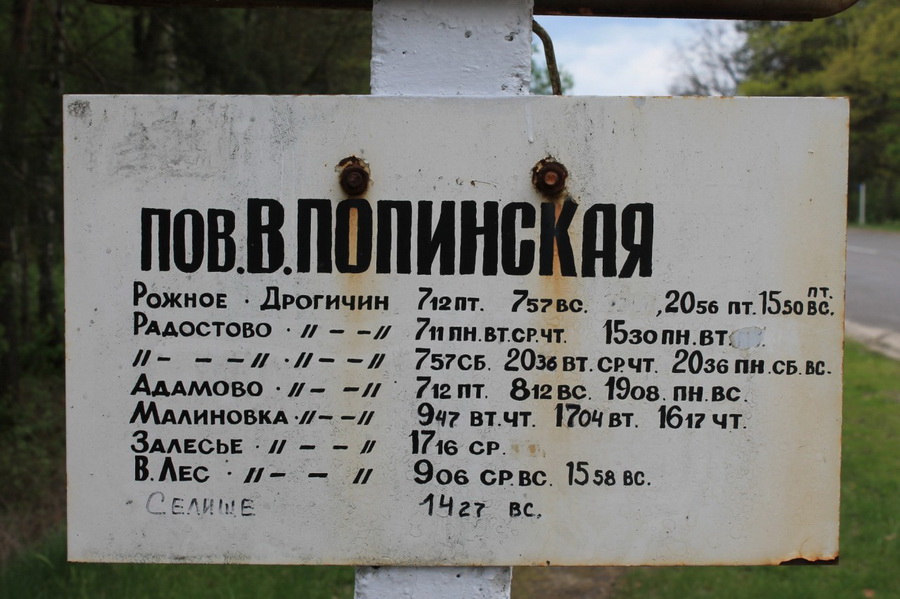 ПОВ. В. ПОПИНСКАЯ
РОЖНОЕ · ДРОГИЧИН 712 ПТ. 757 ВС. ,2056 ПТ. 1550 ПТ. ВС.
РАДОСТОВО · // – – // 711 ПН.ВТ.СР.ЧТ. 1530 ПН.ВТ.
// – – – // · // – – // 757 СБ. 2036 ВТ. СР.ЧТ. 2036 ПН.СБ.ВС.
АДАМОВО · // – – // 712 ПТ. 812 ВС. 1908. ПН.ВС.
МАЛИНОВКА · // – – // 947 ВТ.ЧТ. 1704 ВТ. 1617 ЧТ.
ЗАЛЕСЬЕ · // – – // 1716 СР.
В.ЛЕС · // – – // 906 СР.ВС. 1558 ВС.
СЕЛИЩЕ 1427 ВС.